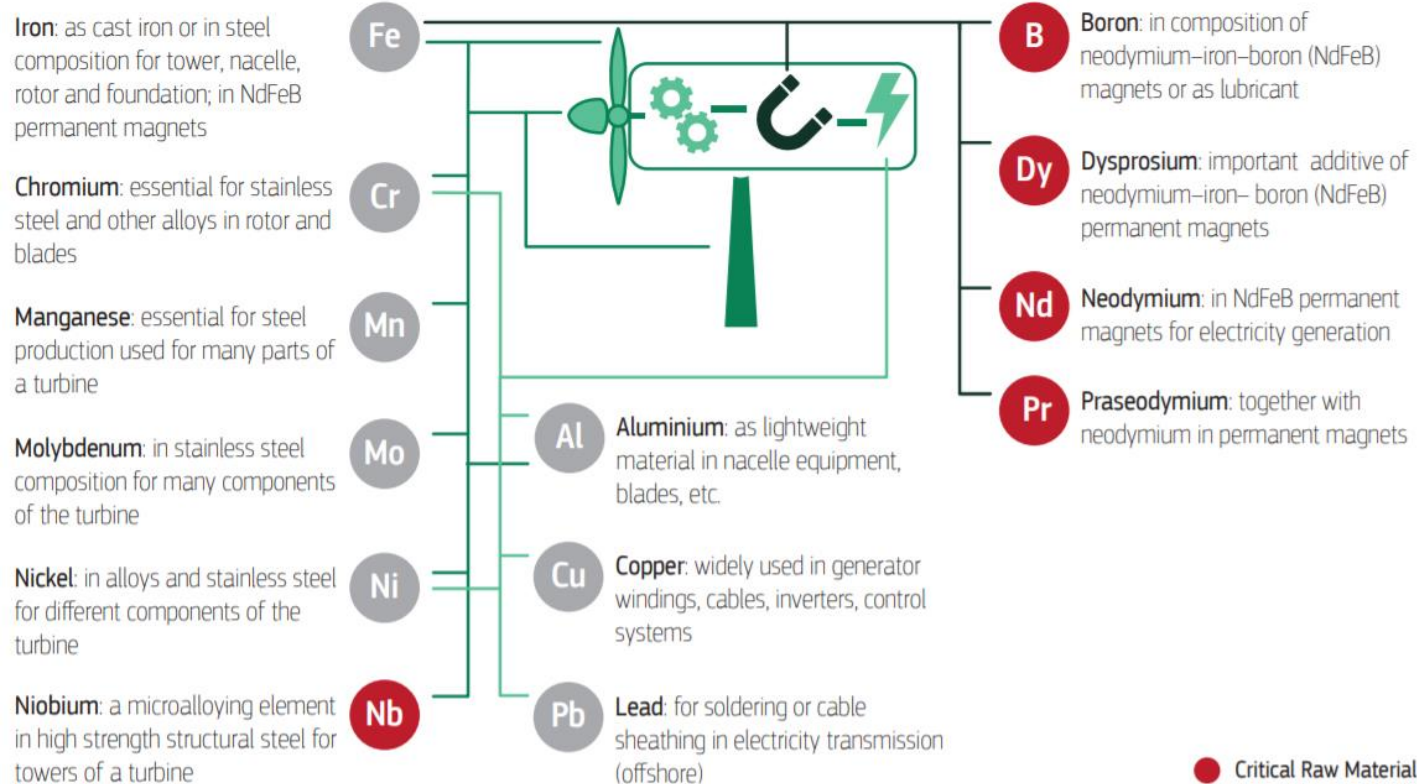 Iron: as cast iron or in steel
composition for tower, nacelle,
rotor and foundation; in NdFeB
permanent magnets
Fe
Chromium: essential for stainless
steel and other alloys in rotor and
blades
Cr
Manganese: essential for steel
production used for many parts of
a turbine
Mn
Molybdenum: in stainless steel
composition for many components
of the turbine
Mo
Nickel: in alloys and stainless steel
for different components of the
turbine
Ni
Niobium: a microalloying element
in high strength structural steel for
towers of a turbine
Nb
Al
Aluminium: as lightweight
material in nacelle equipment,
blades, etc.
Cu
Copper: widely used in generator
windings, cables, inverters, control
systems
Pb
Lead: for soldering or cable
sheathing in electricity transmission
(offshore)
B
Boron: in composition of
neodymium–iron–boron (NdFeB)
magnets or as lubricant
Dy
Dysprosium: important additive of
neodymium–iron– boron (NdFeB)
permanent magnets
Nd
Neodymium: in NdFeB permanent
magnets for electricity generation
Pr
Praseodymium: together with
neodymium in permanent magnets
Critical Raw Material